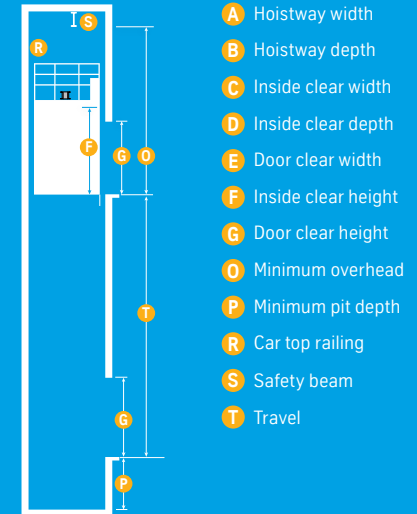 S
R
F
G
O
T
G
P
A Hoistway width
B Hoistway depth
C Inside clear width
D Inside clear depth
E Door clear width
F Inside clear height
G Door clear height
O Minimum overhead
P Minimum pit depth
R Car top railing
S Safety beam
T Travel